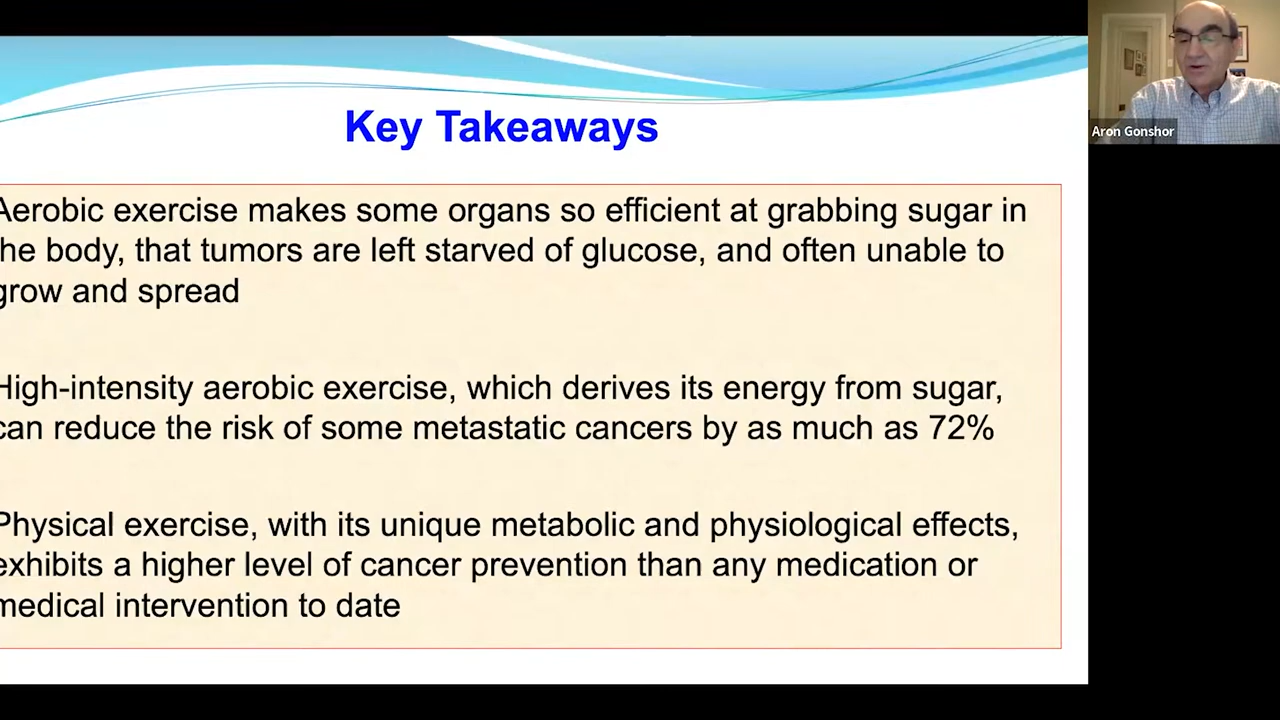 Key Takeaways
Aerobic exercise makes some organs so efficient at grabbing sugar in
the body, that tumors are left starved of glucose, and often unable to
grow and spread
High-intensity aerobic exercise, which derives its energy from sugar,
can reduce the risk of some metastatic cancers by as much as 72%
Physical exercise, with its unique metabolic and physiological effects,
exhibits a higher level of cancer prevention than any medication or
medical intervention to date
Aron Gonshor